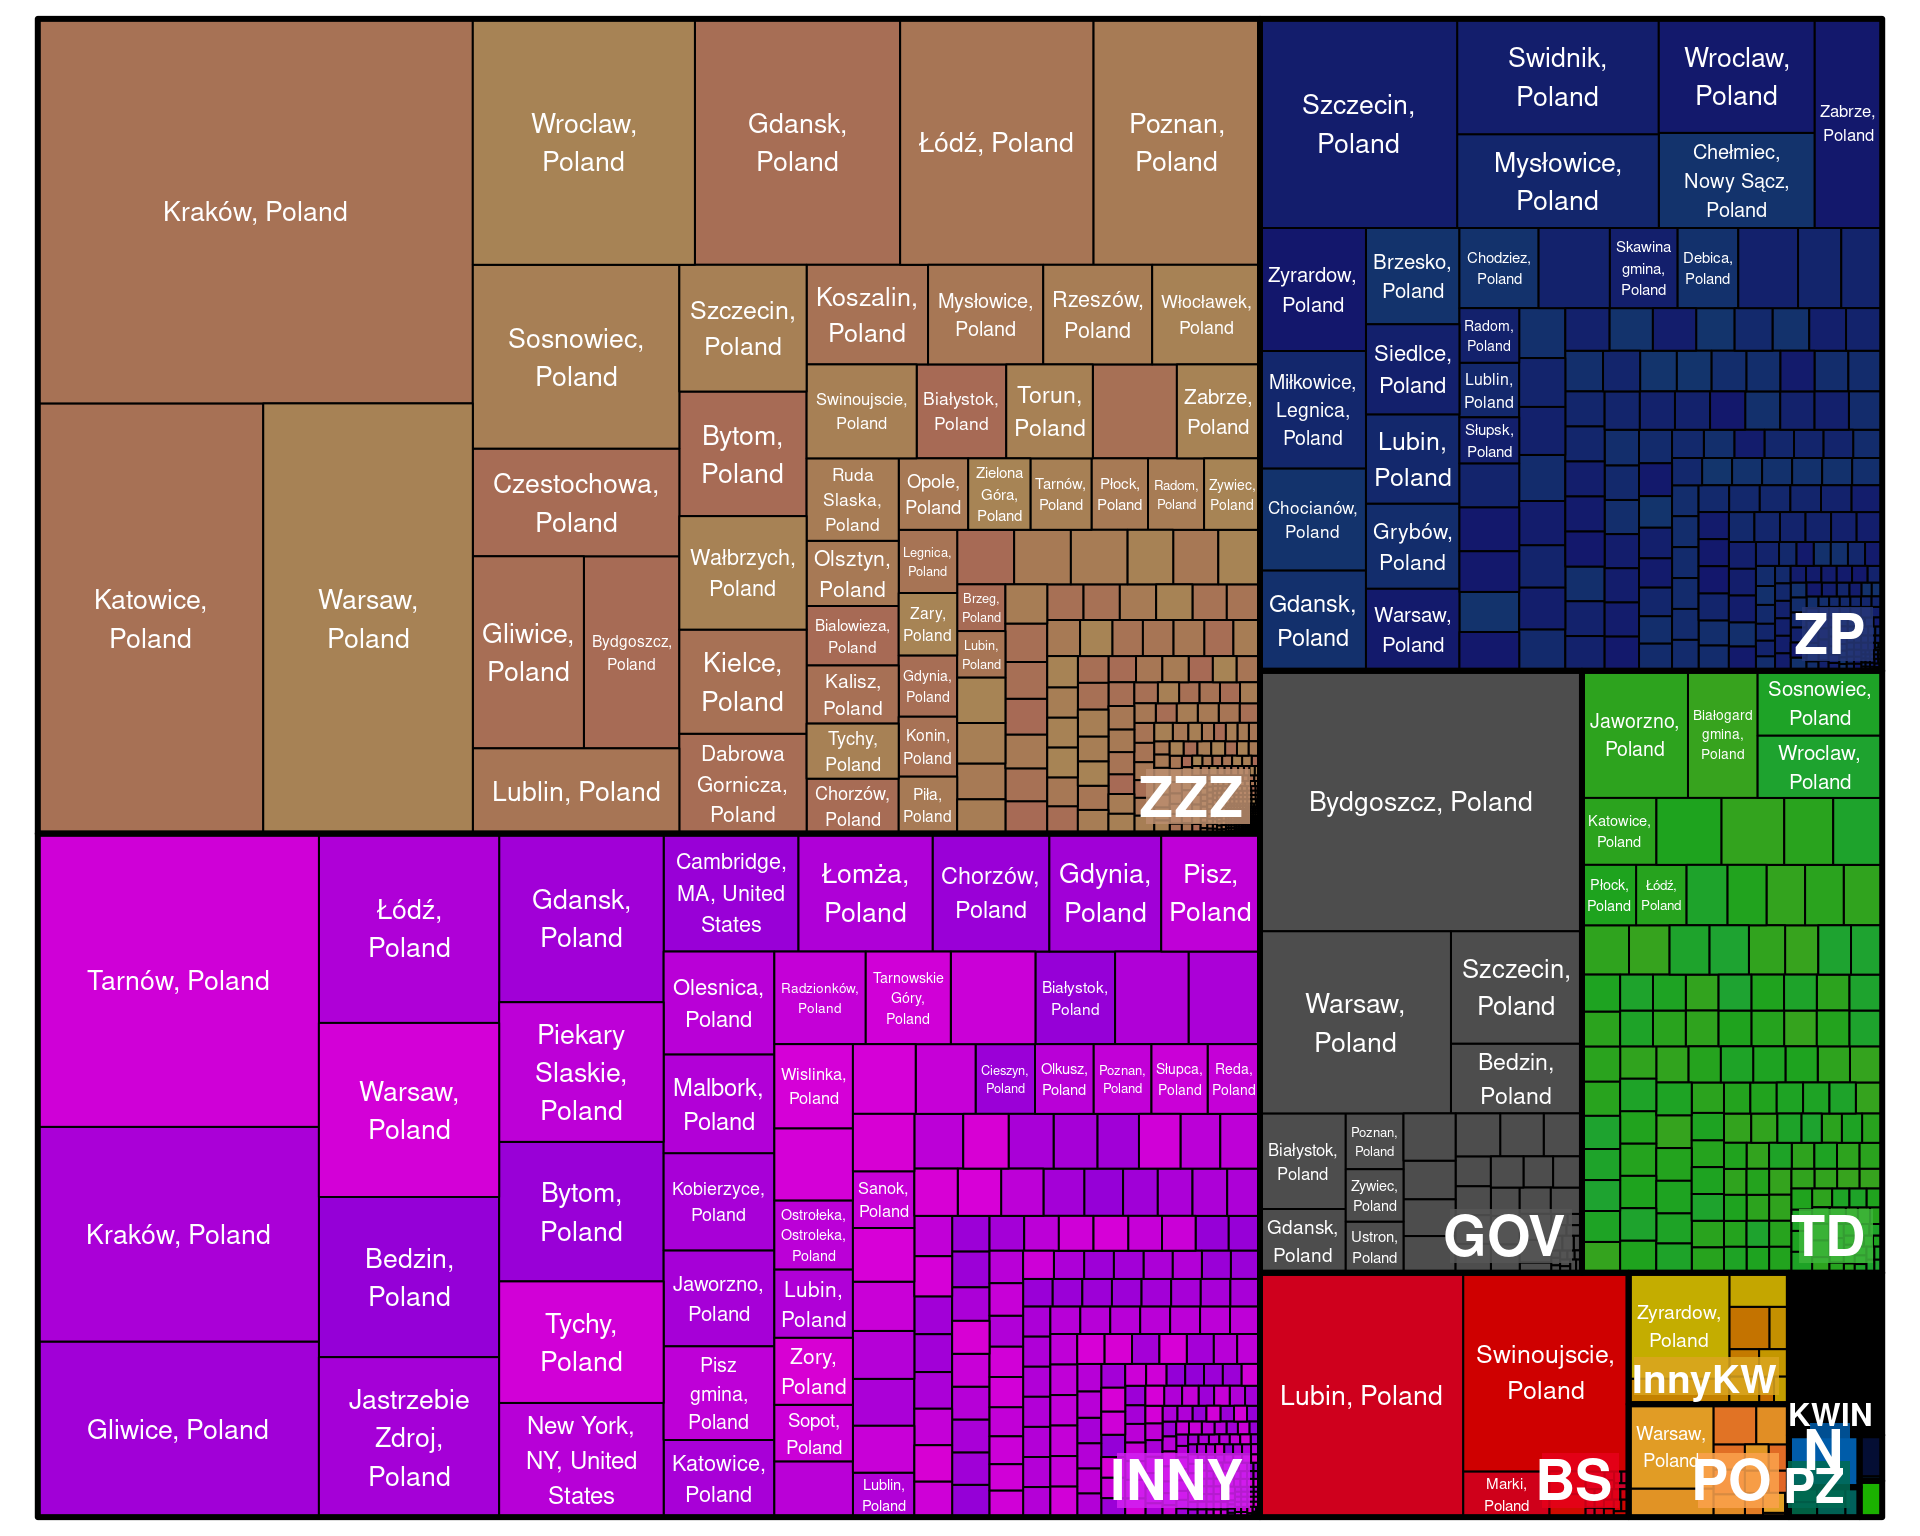 Kraków, Poland
Katowice,
Poland
Warsaw,
Poland
Wroclaw,
Poland
Gdansk,
Poland
Łódź, Poland
Poznan,
Poland
Sosnowiec,
Poland
Czestochowa,
Poland
Gliwice,
Poland
Bydgoszcz,
Poland
Lublin, Poland
Szczecin,
Poland
Bytom,
Poland
Wałbrzych,
Poland
Kielce,
Poland
Dabrowa
Gornicza,
Poland
Koszalin,
Poland
Mysłowice,
Poland
Rzeszów,
Poland
Włocławek,
Poland
Swinoujscie,
Poland
Białystok,
Poland
Torun,
Poland
Zabrze,
Poland
Ruda
Slaska,
Poland
Olsztyn,
Poland
Bialowieza,
Poland
Kalisz,
Poland
Tychy,
Poland
Chorzów,
Poland
Opole,
Poland
Zielona
Góra,
Poland
Tarnów,
Poland
Płock,
Poland
Radom,
Poland
Zywiec,
Poland
Legnica,
Poland
Zary,
Poland
Gdynia,
Poland
Konin,
Poland
Piła,
Poland
Brzeg,
Poland
Lubin,
Poland
ZZZ
Szczecin,
Poland
Swidnik,
Poland
Mysłowice,
Poland
Wroclaw,
Poland
Chełmiec,
Nowy Sącz,
Poland
Zabrze,
Poland
Zyrardow,
Poland
Miłkowice,
Legnica,
Poland
Chocianów,
Poland
Gdansk,
Poland
Brzesko,
Poland
Siedlce,
Poland
Lubin,
Poland
Grybów,
Poland
Warsaw,
Poland
Chodziez,
Poland
Skawina
gmina,
Poland
Debica,
Poland
Radom,
Poland
Lublin,
Poland
Słupsk,
Poland
ZP
Tarnów, Poland
Kraków, Poland
Gliwice, Poland
Łódź,
Poland
Warsaw,
Poland
Bedzin,
Poland
Jastrzebie
Zdroj,
Poland
Gdansk,
Poland
Piekary
Slaskie,
Poland
Bytom,
Poland
Tychy,
Poland
New York,
NY, United
States
Cambridge,
MA, United
States
Łomża,
Poland
Chorzów,
Poland
Gdynia,
Poland
Pisz,
Poland
Olesnica,
Poland
Malbork,
Poland
Kobierzyce,
Poland
Jaworzno,
Poland
Pisz
gmina,
Poland
Katowice,
Poland
Radzionków,
Poland
Tarnowskie
Góry,
Poland
Białystok,
Poland
Wislinka,
Poland
Cieszyn,
Poland
Olkusz,
Poland
Poznan,
Poland
Słupca,
Poland
Reda,
Poland
Ostrołeka,
Ostroleka,
Poland
Lubin,
Poland
Zory,
Poland
Sopot,
Poland
Sanok,
Poland
Lublin,
Poland
INNY
Bydgoszcz, Poland
Warsaw,
Poland
Szczecin,
Poland
Bedzin,
Poland
Białystok,
Poland
Gdansk,
Poland
Poznan,
Poland
Zywiec,
Poland
Ustron,
Poland
GOV
Jaworzno,
Poland
Białogard
gmina,
Poland
Sosnowiec,
Poland
Wroclaw,
Poland
Katowice,
Poland
Płock,
Poland
Łódź,
Poland
TD
Lubin, Poland
Swinoujscie,
Poland
Marki,
Poland
BS
Zyrardow,
Poland
InnyKW
Warsaw,
Poland
PO
KWIN
N
PZ